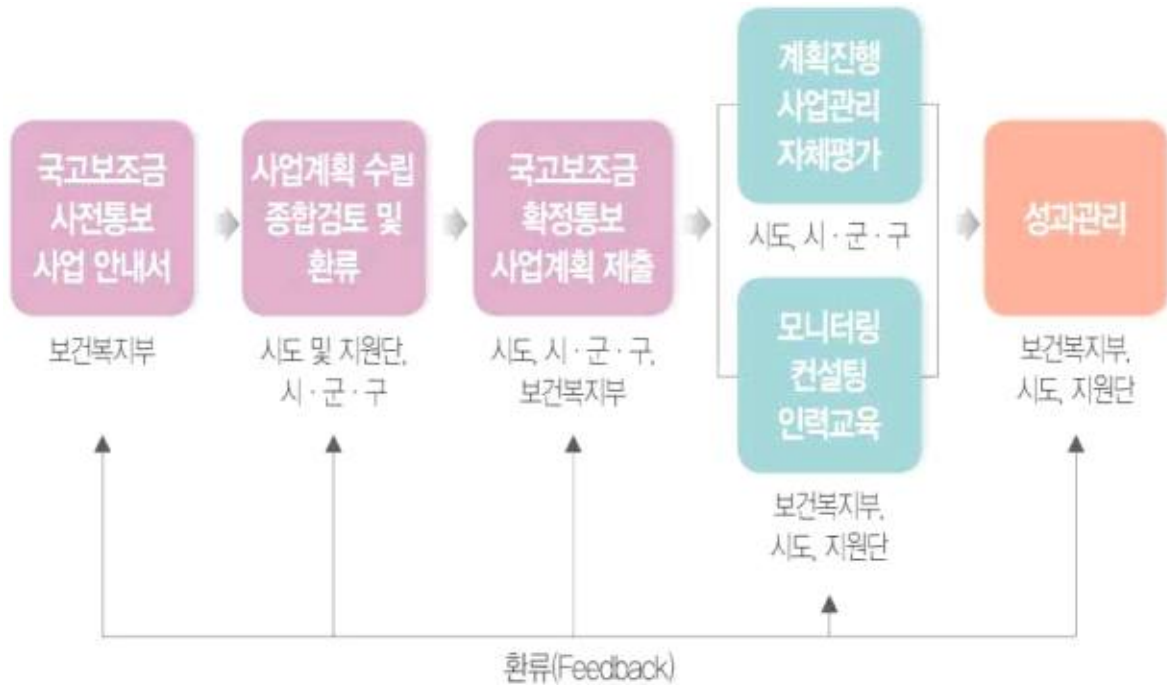 국고보조금
사전통보
사업 안내서
보건복지부
사업계획 수립
종합검토 및
환류
시도 및 지원단,
시·군·구
국고보조금
확정통보
사업계획 제출
시도, 시·군·구,
보건복지부
계획진행
사업관리
자체평가
시도, 시·군·구
모니터링
컨설팅
인력교육
보건복지부,
시도, 지원단
성과관리
보건복지부,
시도, 지원단
환류(Feedback)